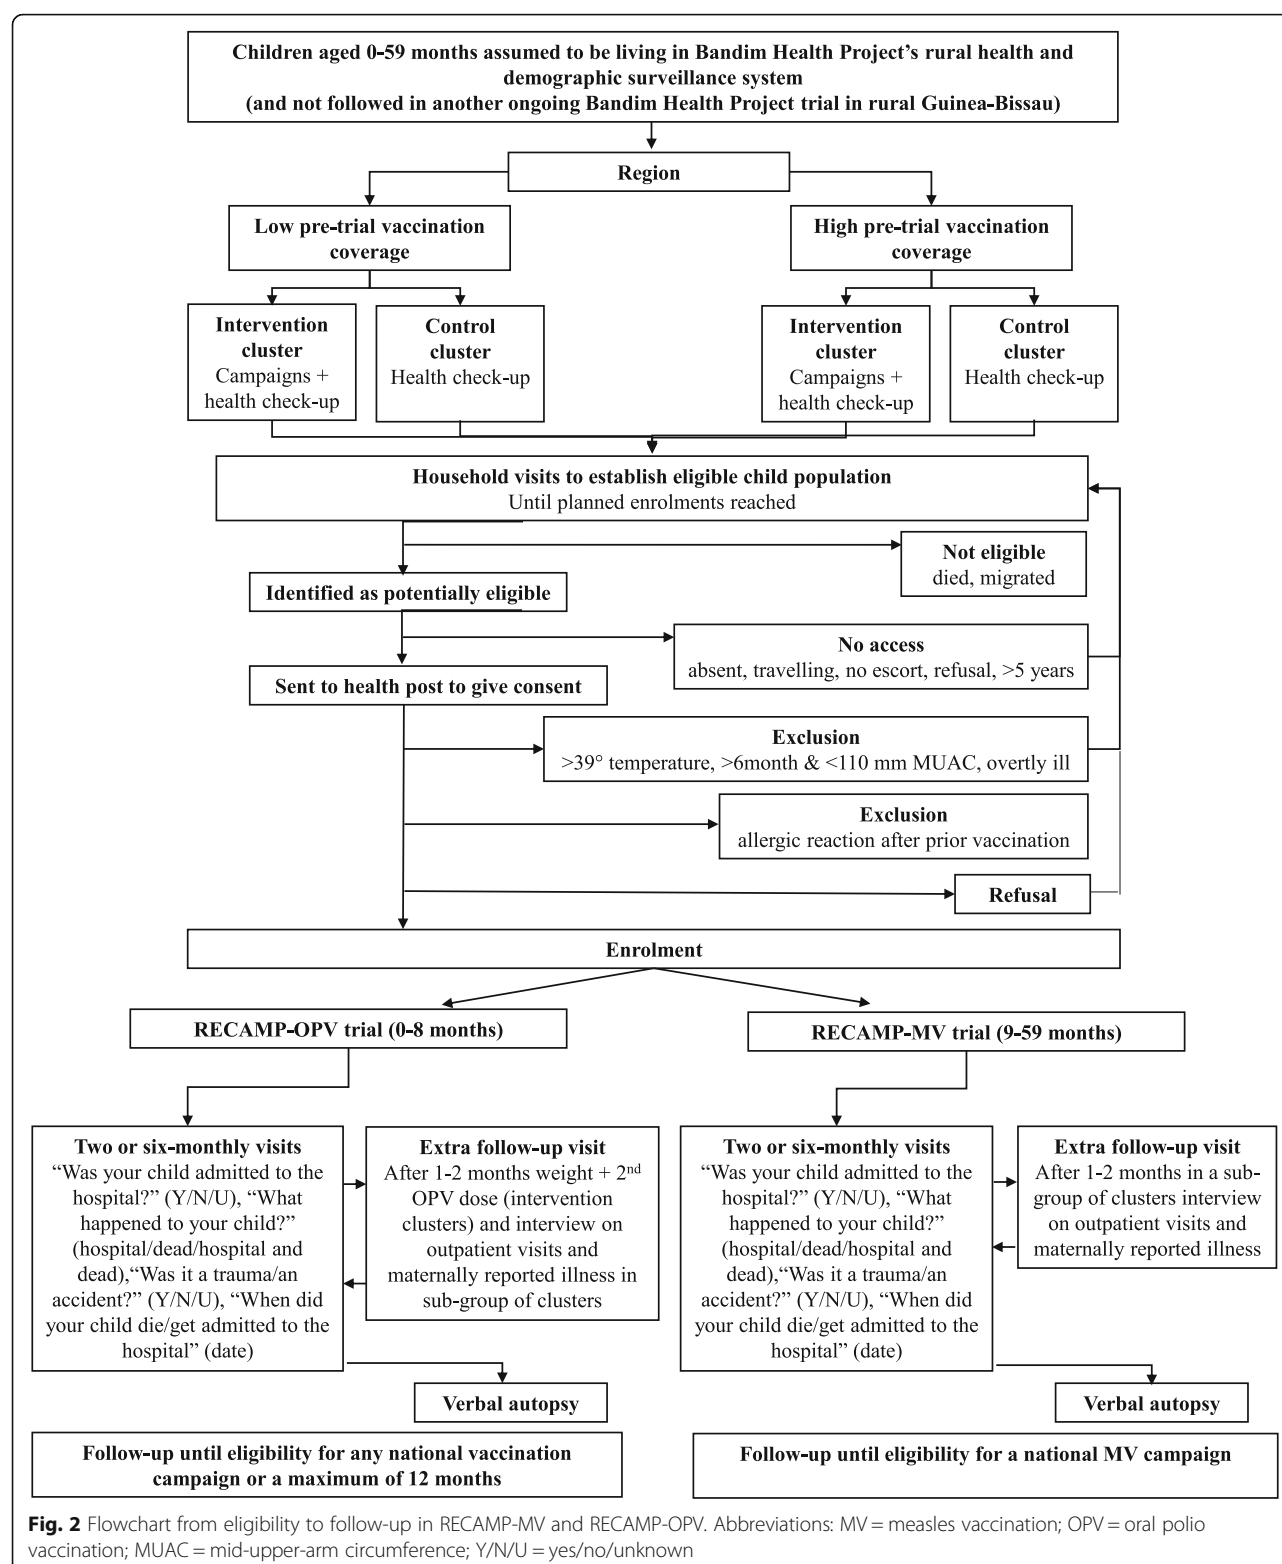 Children aged 0-59 months assumed to be living in Bandim Health Project's rural health and
demographic surveillance system
(and not followed in another ongoing Bandim Health Project trial in rural Guinea-Bissau)
Region
Low pre-trial vaccination
coverage
High pre-trial vaccination
coverage
Intervention
cluster
Campaigns +
health check-up
Control
cluster
Health check-up
Intervention
cluster
Campaigns +
health check-up
Control
cluster
Health check-up
Household visits to establish eligible child population
Until planned enrolments reached
Not eligible
died, migrated
Identified as potentially eligible
No access
absent, travelling, no escort, refusal, >5 years
Sent to health post to give consent
Exclusion
>39° temperature, >6month & <110 mm MUAC, overtly ill
Exclusion
allergic reaction after prior vaccination
Refusal
Enrolment
RECAMP-OPV trial (0-8 months)
RECAMP-MV trial (9-59 months)
Two or six-monthly visits
“Was your child admitted to the
hospital?” (Y/N/U), “What
happened to your child?”
(hospital/dead/hospital and
dead),“Was it a trauma/an
accident?” (Y/N/U), “When did
your child die/get admitted to the
hospital” (date)
Extra follow-up visit
After 1-2 months weight + 2nd
OPV dose (intervention
clusters) and interview on
outpatient visits and
maternally reported illness in
sub-group of clusters
Two or six-monthly visits
“Was your child admitted to the
hospital?” (Y/N/U), “What
happened to your child?”
(hospital/dead/hospital and
dead),“Was it a trauma/an
accident?” (Y/N/U), “When did
your child die/get admitted to the
hospital” (date)
Extra follow-up visit
After 1-2 months in a sub-
group of clusters interview
on outpatient visits and
maternally reported illness
Verbal autopsy
Verbal autopsy
Follow-up until eligibility for any national vaccination
campaign or a maximum of 12 months
Follow-up until eligibility for a national MV campaign
Fig. 2 Flowchart from eligibility to follow-up in RECAMP-MV and RECAMP-OPV. Abbreviations: MV = measles vaccination; OPV = oral polio
vaccination; MUAC = mid-upper-arm circumference; Y/N/U = yes/no/unknown